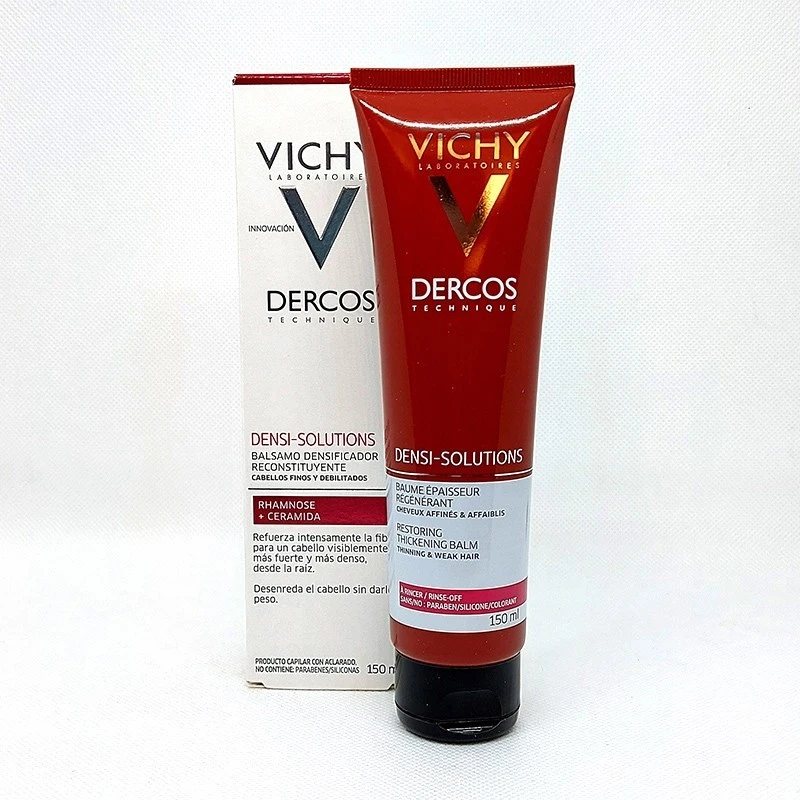 VICHY
LABORATOIRE
INNOVACIÓN
DERCOS
TECHNIQUE
DENSI-SOLUTIONS
BALSAMO DENSIFICADOR
RECONSTITUYENTE
CABELLOS FINOS Y DEBILITADOS
RHAMNOSE
+ CERAMIDA
Refuerza intensamente la fib
para un cabello visiblemente
más fuerte y más denso,
desde la raíz.
Desenreda el cabello sin darl
peso.
PRODUCTO CAPILAR CON ACLARADO.
NO CONTIENE: PARABENES/SILICONAS 150 m
VICHY
LABORATOIRES
V
DERCOS
TECHNIQUE
DENSI-SOLUTIONS
BAUME ÉPAISSEUR
RÉGÉNÉRANT
CHEVEUX AFFINÉS & AFFAIBLIS
RESTORING
THICKENING BALM
THINNING & WEAK HAIR
À RINCER / RINSE-OFF
SANS/NO : PARABEN/SILICONE/COLORANT
150 ml